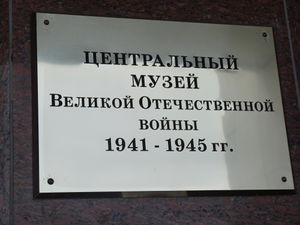 ЦЕНТРАЛЬНЫЙ
МУЗЕЙ
ВЕЛИКОЙ ОТЕЧЕСТВЕННОЙ
ВОЙНЫ
1941 - 1945 гг.